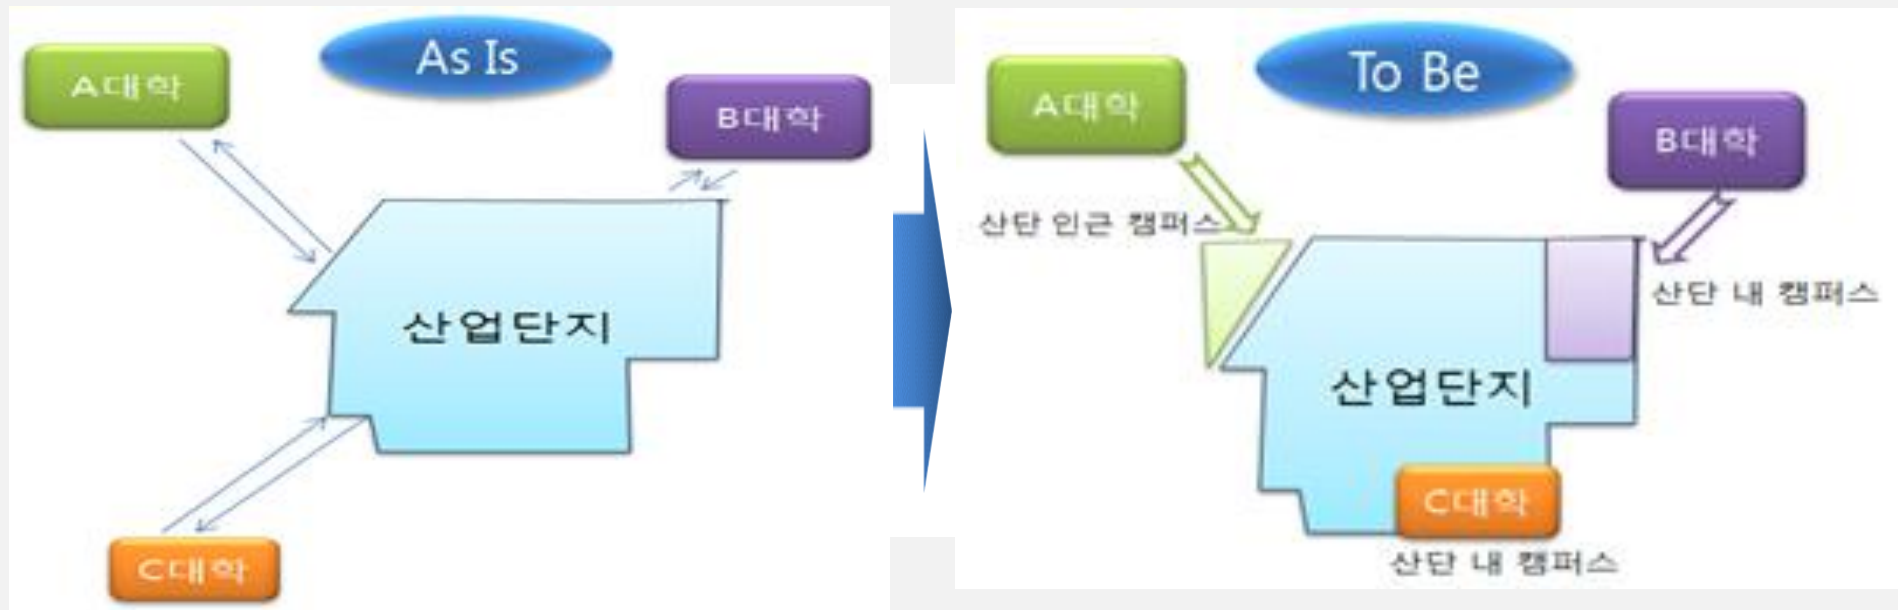 As Is
A대학
B대학
산업단지
C대학
To Be
A대학
B대학
산단 인근 캠퍼스
산단 내 캠퍼스
산업단지
C대학
산단 내 캠퍼스